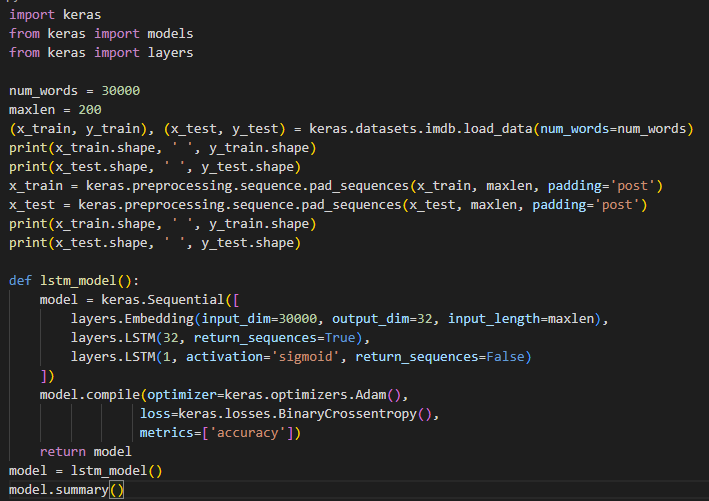 import keras
from keras import models
from keras import layers
num_words = 30000
maxlen = 200
(x_train, y_train), (x_test, y_test) = keras.datasets.imdb.load_data(num_words=num_words)
print(x_train.shape, ' ', y_train.shape)
print(x_test.shape, ' ', y_test.shape)
x_train = keras.preprocessing.sequence.pad_sequences(x_train, maxlen, padding='post')
x_test = keras.preprocessing.sequence.pad_sequences(x_test, maxlen, padding='post')
print(x_train.shape, ' ', y_train.shape)
print(x_test.shape, ' ', y_test.shape)
def lstm_model():
    model = keras.Sequential([
        layers.Embedding(input_dim=30000, output_dim=32, input_length=maxlen),
        layers.LSTM(32, return_sequences=True),
        layers.LSTM(1, activation='sigmoid', return_sequences=False)
    ])
    model.compile(optimizer=keras.optimizers.Adam(),
                 loss=keras.losses.BinaryCrossentropy(),
                 metrics=['accuracy'])
    return model
model = lstm_model()
model.summary()